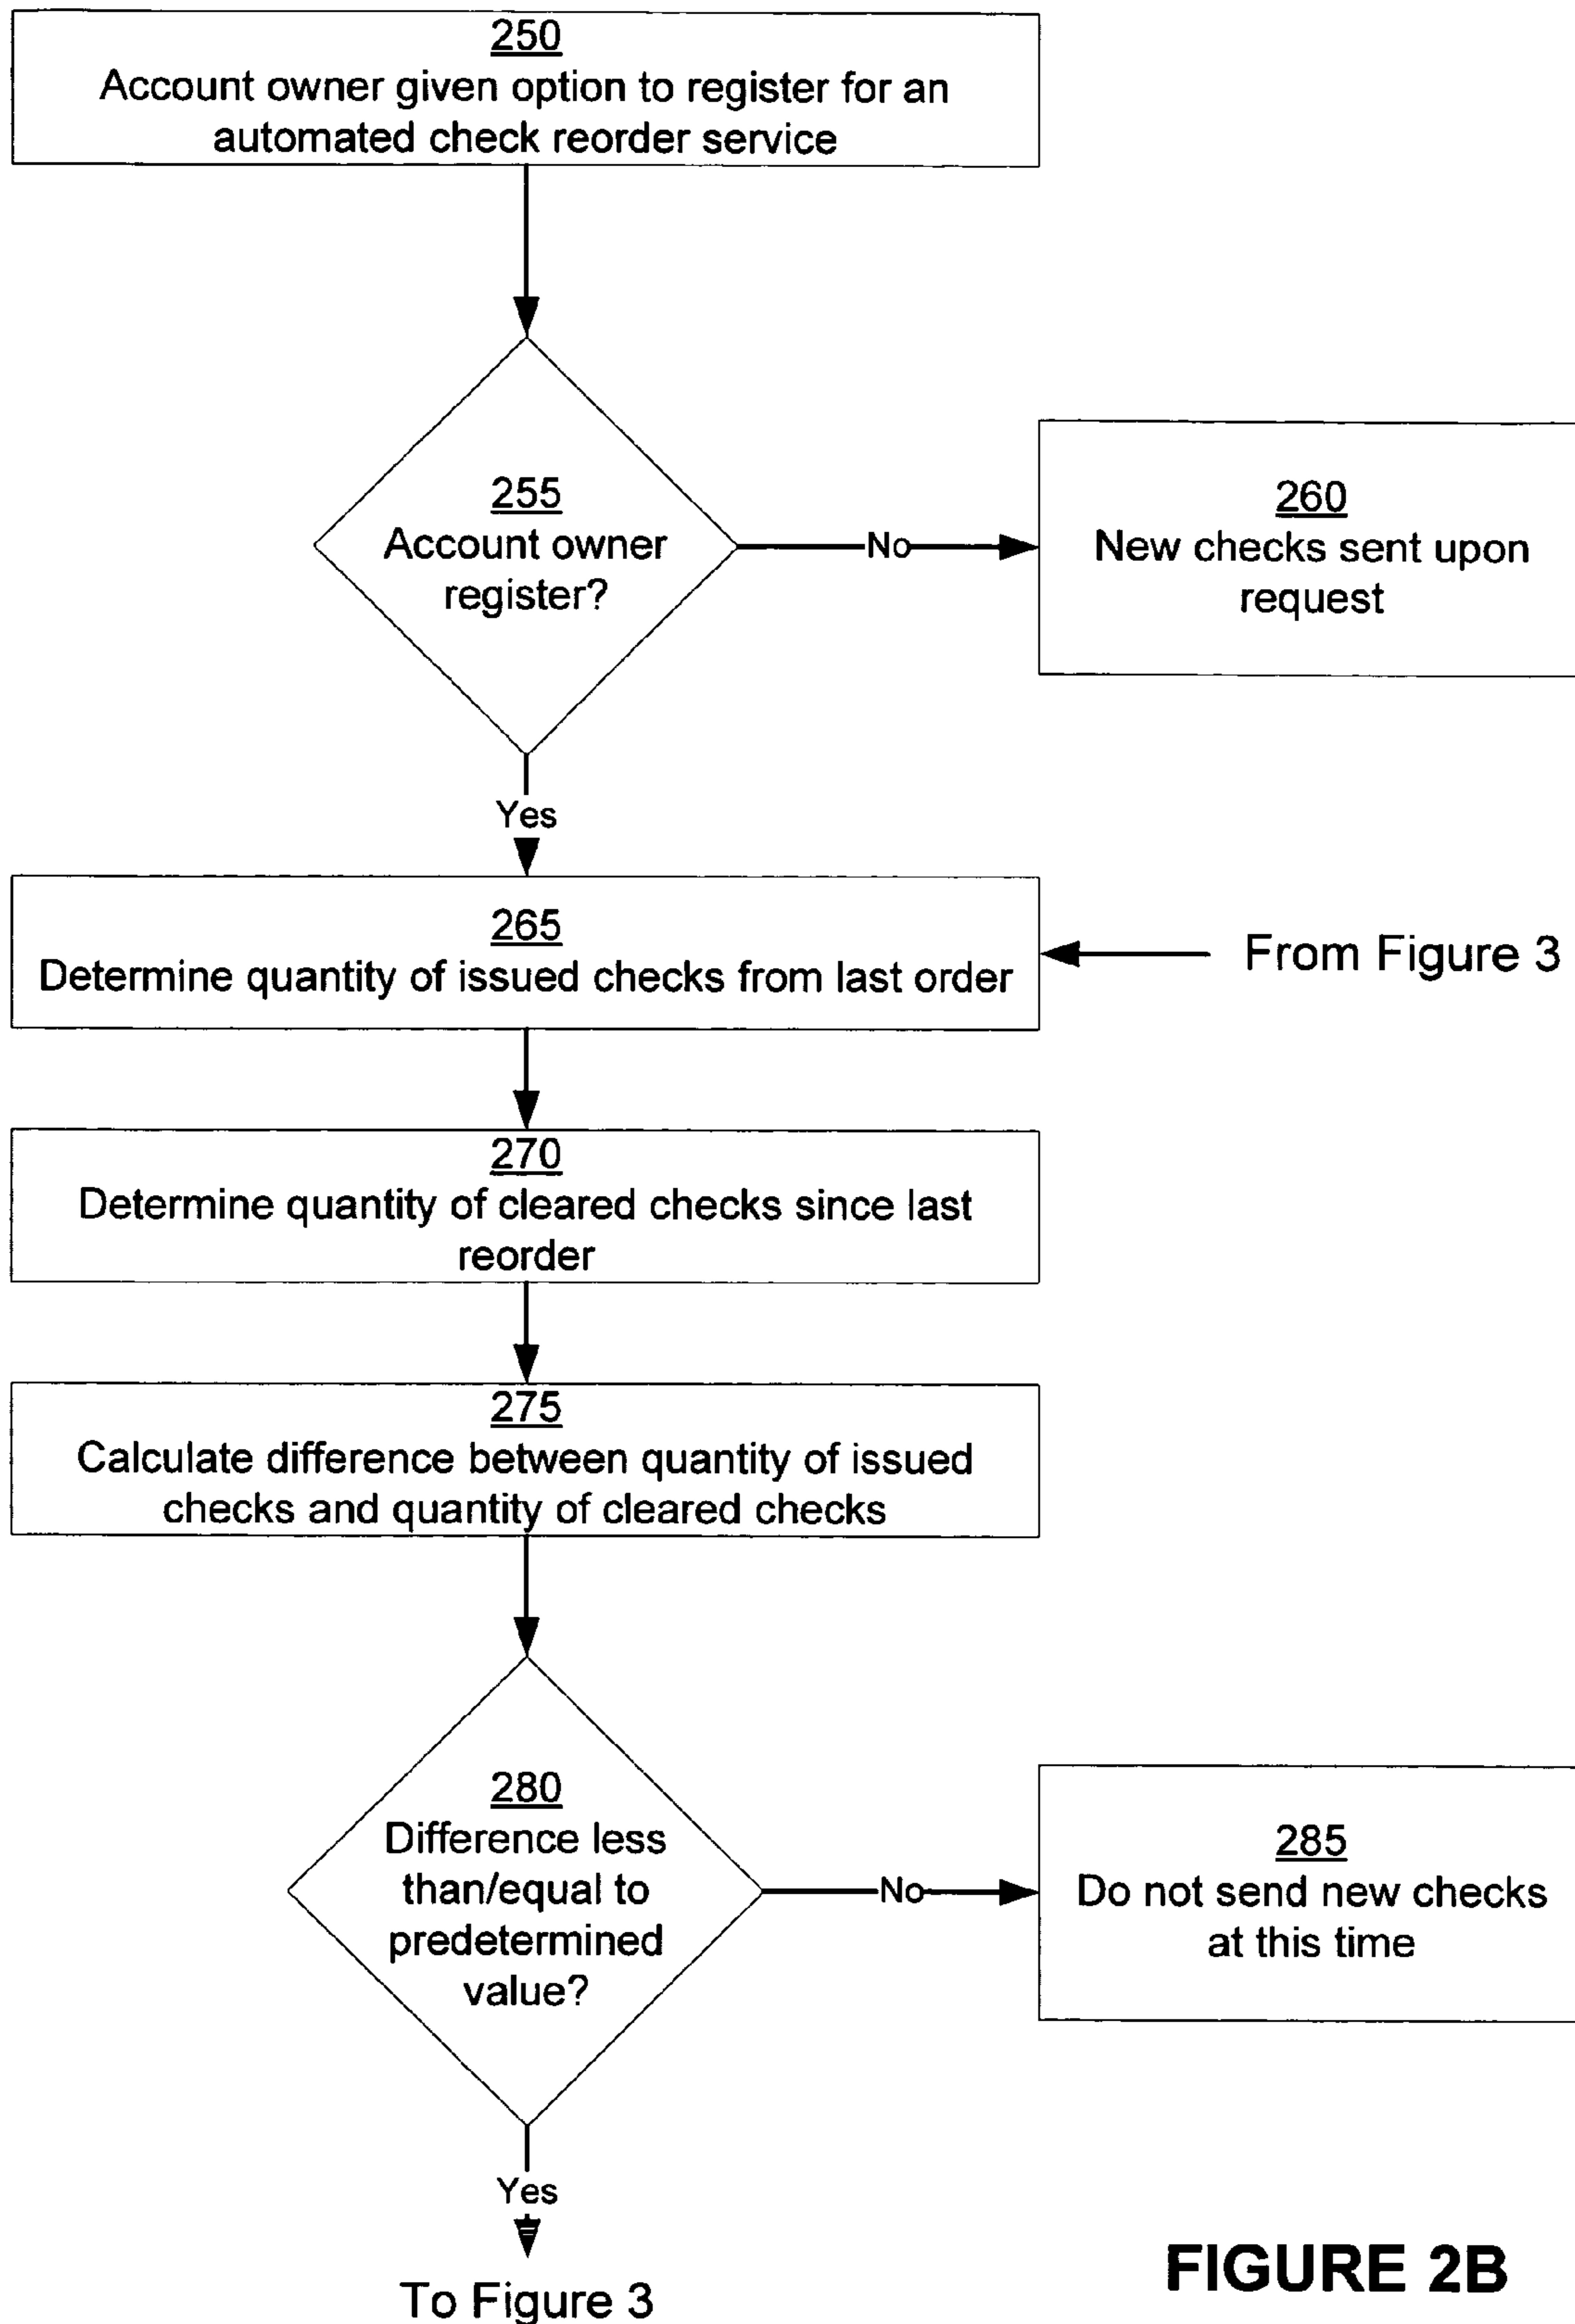 250
Account owner given option to register for an
automated check reorder service
255
Account owner
register?
No
260
New checks sent upon
request
Yes
265
Determine quantity of issued checks from last order
From Figure 3
270
Determine quantity of cleared checks since last
reorder
275
Calculate difference between quantity of issued
checks and quantity of cleared checks
280
Difference less
than/equal to
predetermined
value?
No
285
Do not send new checks
at this time
Yes
To Figure 3
FIGURE 2B